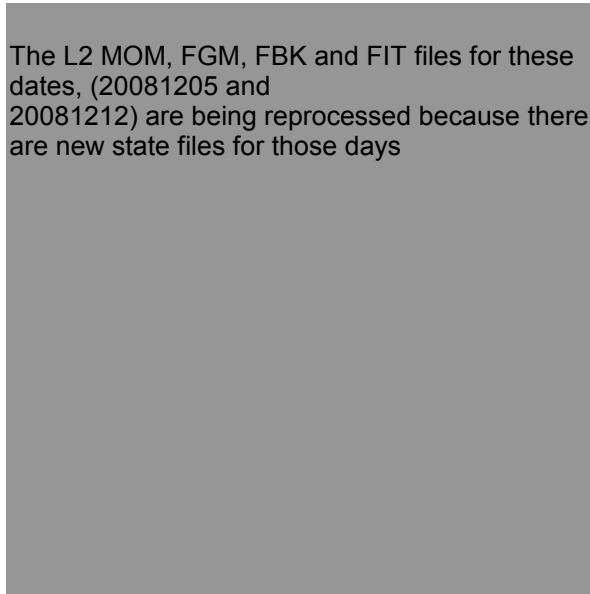 The L2 MOM, FGM, FBK and FIT files for these
dates, (20081205 and
20081212) are being reprocessed because there
are new state files for those days